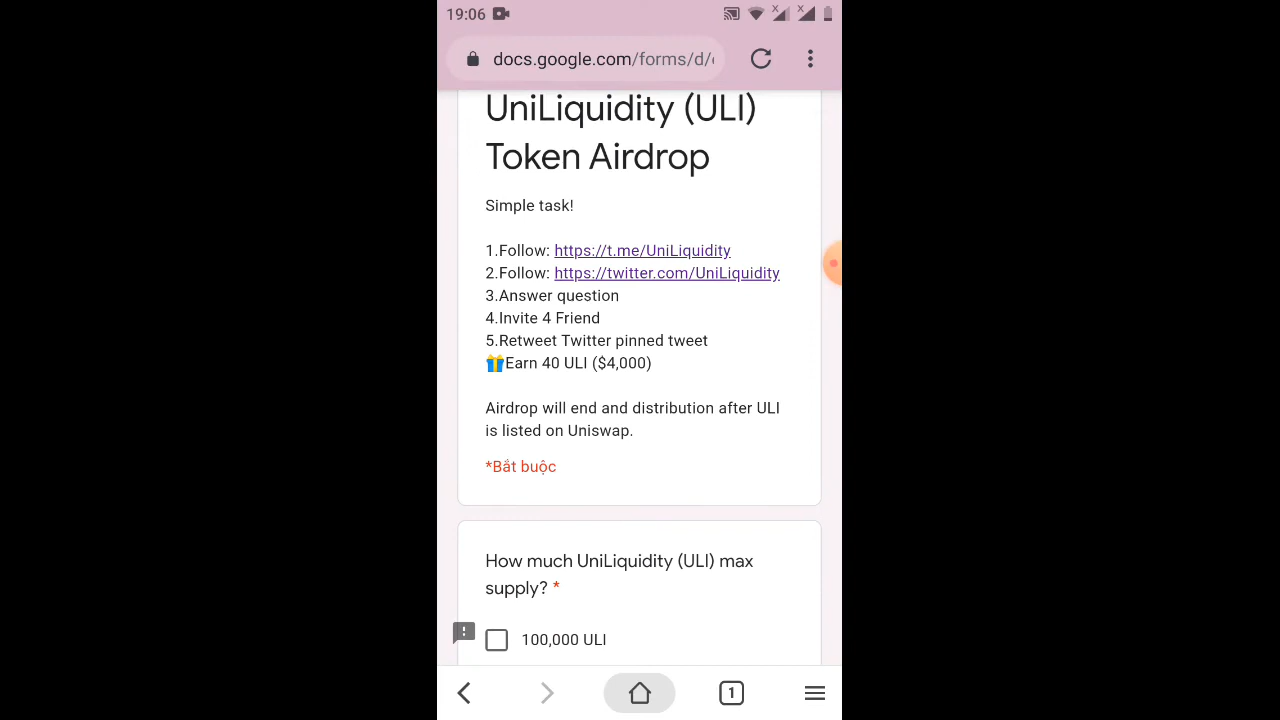 19:06
docs.google.com/forms/d/
UniLiquidity (ULI)
Token Airdrop
Simple task!
1.Follow: https://t.me/UniLiquidity
2.Follow: https://twitter.com/UniLiquidity
3.Answer question
4.Invite 4 Friend
5.Retweet Twitter pinned tweet
🎁Earn 40 ULI ($4,000)
Airdrop will end and distribution after ULI
is listed on Uniswap.
*Bắt buộc
How much UniLiquidity (ULI) max
supply? *
100,000 ULI
1